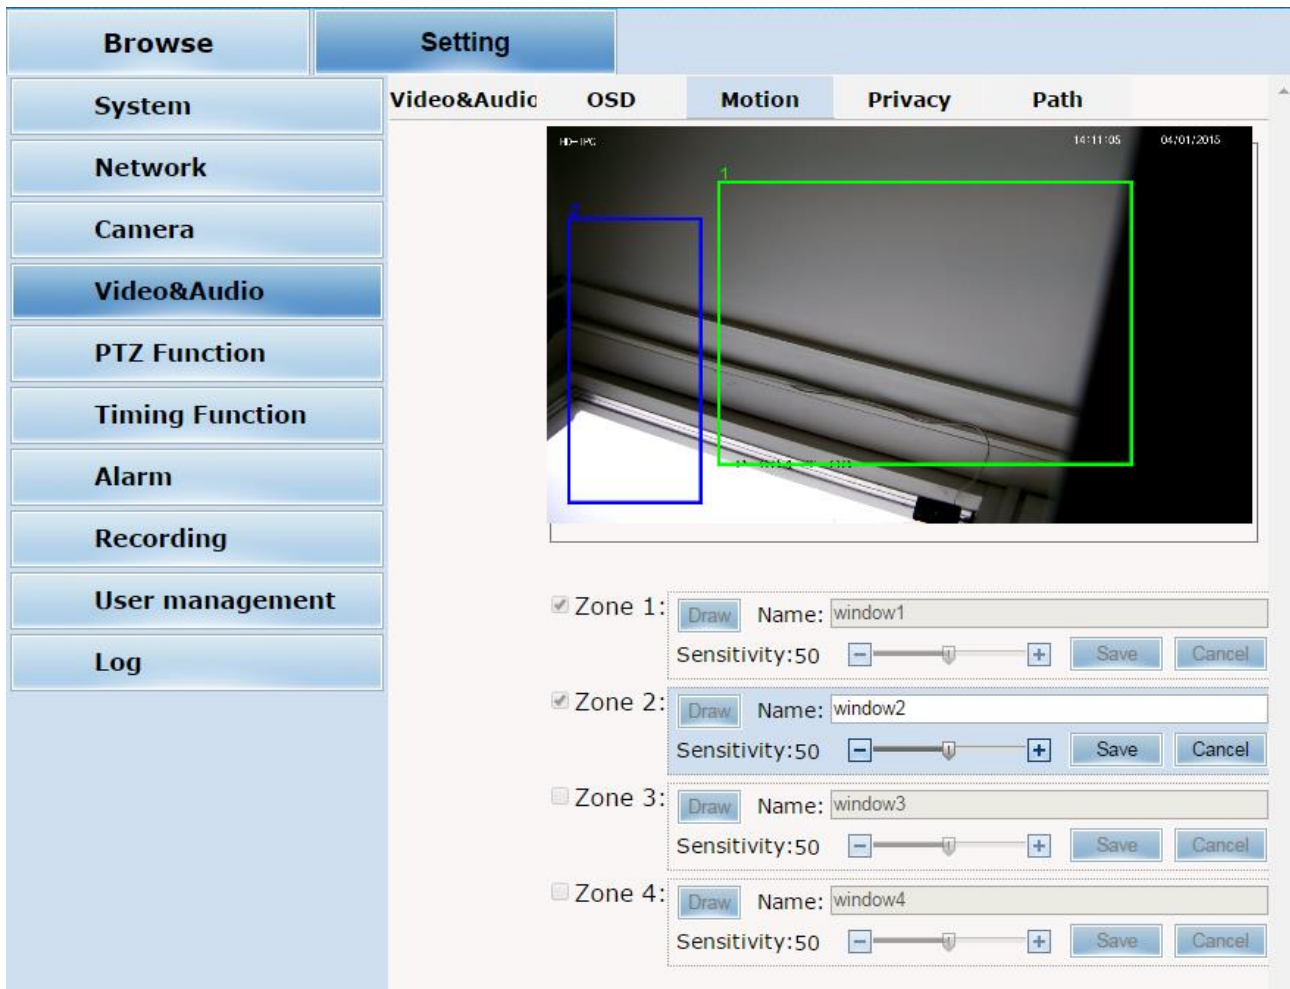 Browse Setting
System
Network
Camera
Video&Audio
PTZ Function
Timing Function
Alarm
Recording
User management
Log
Video&Audio OSD Motion Privacy Path
HD-IPC 14:11:05 04/01/2015
1
2
Zone 1: Draw Name: window1
Sensitivity:50 - + Save Cancel
Zone 2: Draw Name: window2
Sensitivity:50 - + Save Cancel
Zone 3: Draw Name: window3
Sensitivity:50 - + Save Cancel
Zone 4: Draw Name: window4
Sensitivity:50 - + Save Cancel